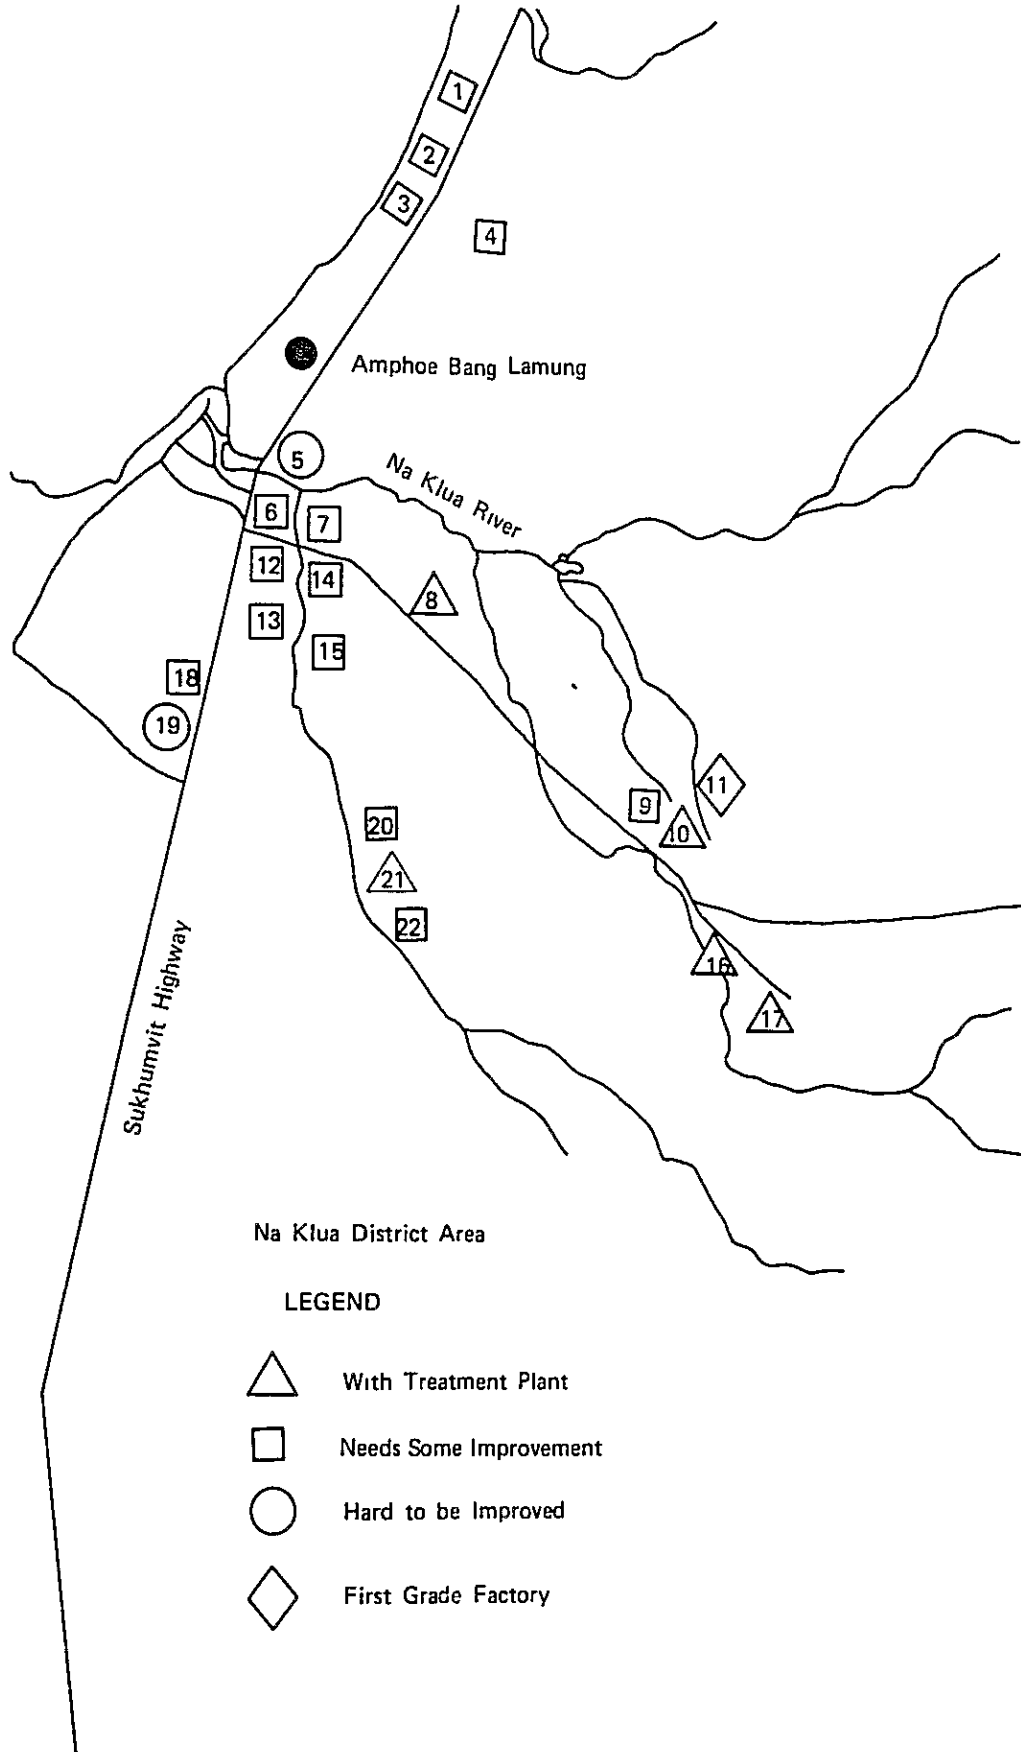 1
2
3
4
Amphoe Bang Lamung
5
Na Klua River
6
7
12
14
8
13
15
18
19
11
9
10
20
21
22
16
17
Sukhumvit Highway
Na Klua District Area
LEGEND
With Treatment Plant
Needs Some Improvement
Hard to be Improved
First Grade Factory